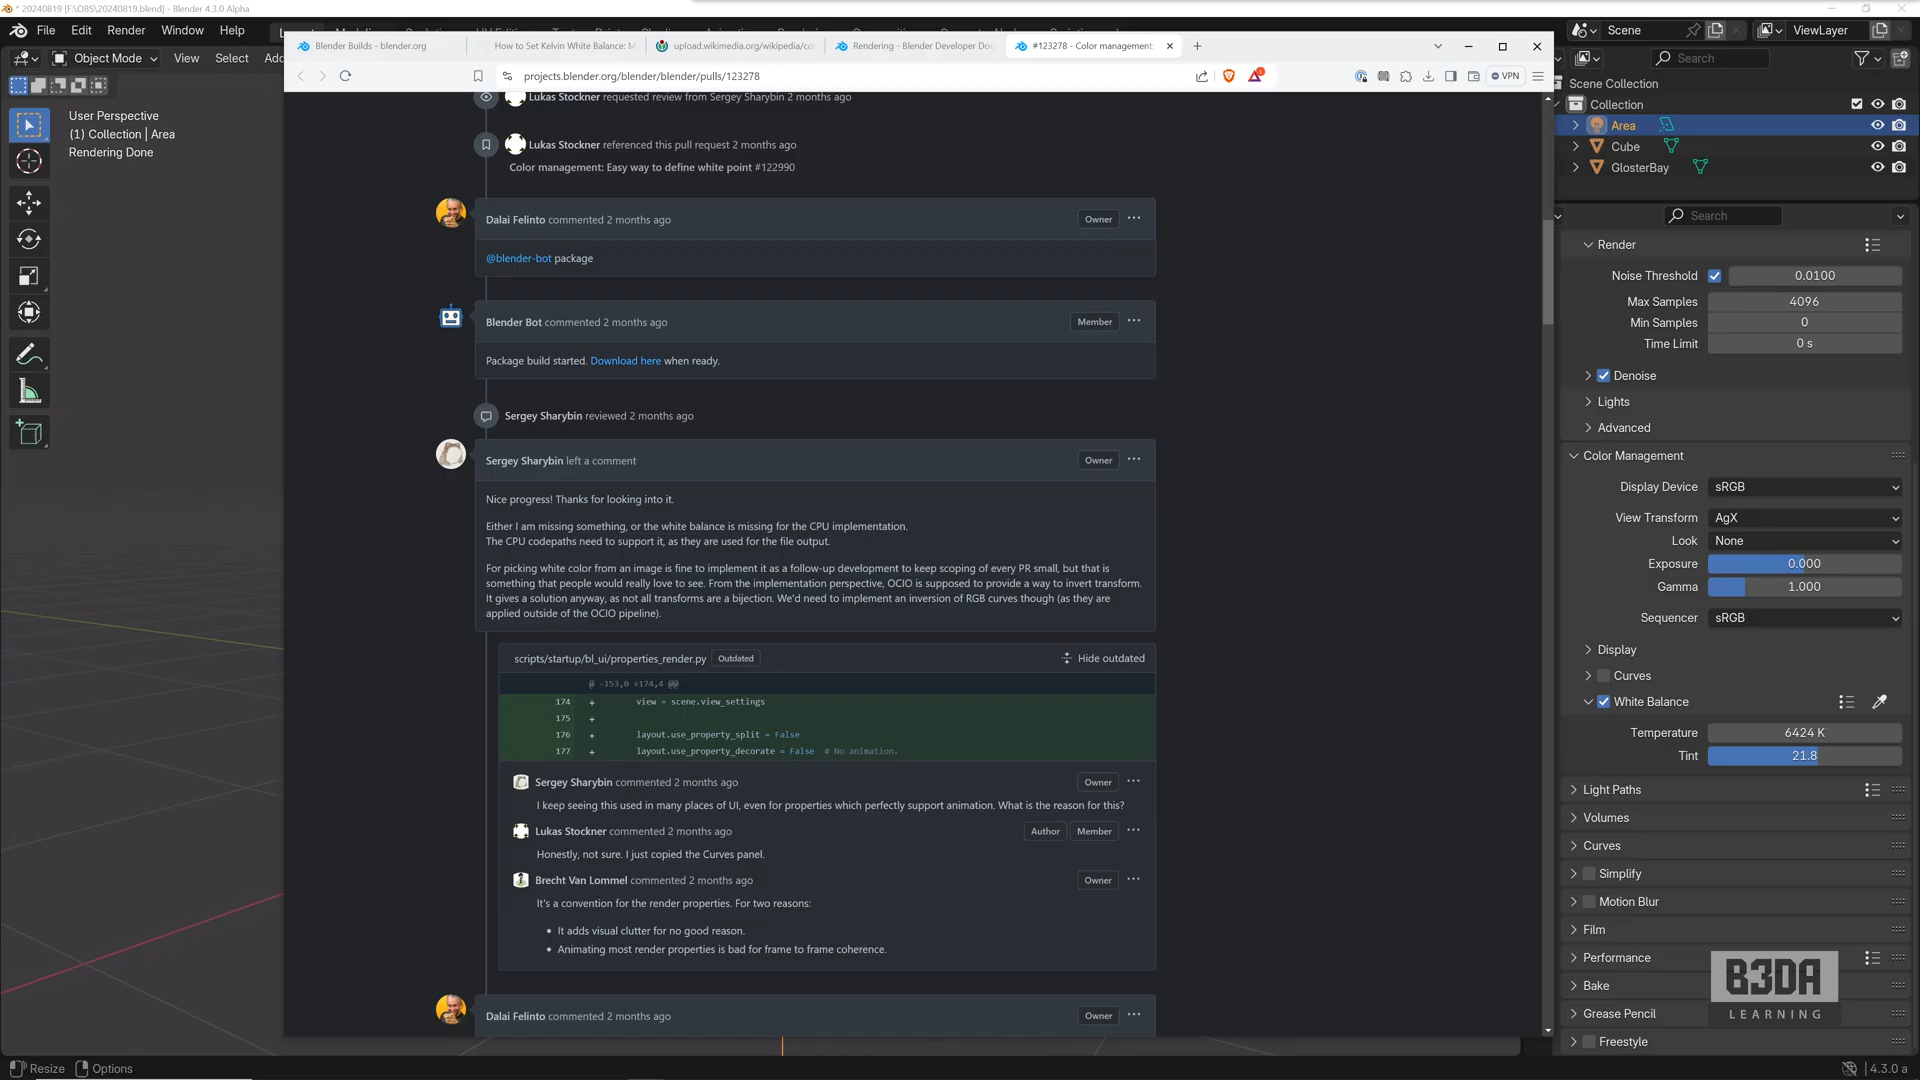 * 20240819 [F:\OBS\20240819.blend] - Blender 4.3.0 Alpha
File Edit Render Window Help
Scene
ViewLayer
Object Mode
View Select Add
Search
User Perspective
(1) Collection | Area
Rendering Done
Blender Builds - blender.org
How to Set Kelvin White Balance: M
upload.wikimedia.org/wikipedia/co
Rendering - Blender Developer Do
#123278 - Color management:
projects.blender.org/blender/blender/pulls/123278
1
VPN
Lukas Stockner requested review from Sergey Sharybin 2 months ago
Lukas Stockner referenced this pull request 2 months ago
Color management: Easy way to define white point #122990
Dalai Felinto commented 2 months ago
Owner
@blender-bot package
Blender Bot commented 2 months ago
Member
Package build started. Download here when ready.
Sergey Sharybin reviewed 2 months ago
Sergey Sharybin left a comment
Owner
Nice progress! Thanks for looking into it.
Either I am missing something, or the white balance is missing for the CPU implementation.
The CPU codepaths need to support it, as they are used for the file output.
For picking white color from an image is fine to implement it as a follow-up development to keep scoping of every PR small, but that is
something that people would really love to see. From the implementation perspective, OCIO is supposed to provide a way to invert transform.
It gives a solution anyway, as not all transforms are a bijection. We'd need to implement an inversion of RGB curves though (as they are
applied outside of the OCIO pipeline).
scripts/startup/bl_ui/properties_render.py Outdated
Hide outdated
@ -153,0 +174,4 @@
174 + view = scene.view_settings
175 +
176 + layout.use_property_split = False
177 + layout.use_property_decorate = False # No animation.
Sergey Sharybin commented 2 months ago
Owner
I keep seeing this used in many places of UI, even for properties which perfectly support animation. What is the reason for this?
Lukas Stockner commented 2 months ago
Author Member
Honestly, not sure. I just copied the Curves panel.
Brecht Van Lommel commented 2 months ago
Owner
It's a convention for the render properties. For two reasons:
• It adds visual clutter for no good reason.
• Animating most render properties is bad for frame to frame coherence.
Dalai Felinto commented 2 months ago
Owner
Scene Collection
Collection
Area
Cube
GlosterBay
Search
Render
Noise Threshold 0.0100
Max Samples 4096
Min Samples 0
Time Limit 0 s
Denoise
Lights
Advanced
Color Management
Display Device sRGB
View Transform AgX
Look None
Exposure 0.000
Gamma 1.000
Sequencer sRGB
Display
Curves
White Balance
Temperature 6424 K
Tint 21.8
Light Paths
Volumes
Curves
Simplify
Motion Blur
Film
Performance
Bake
Grease Pencil
Freestyle
B3DA
LEARNING
Resize Options
4.3.0 a